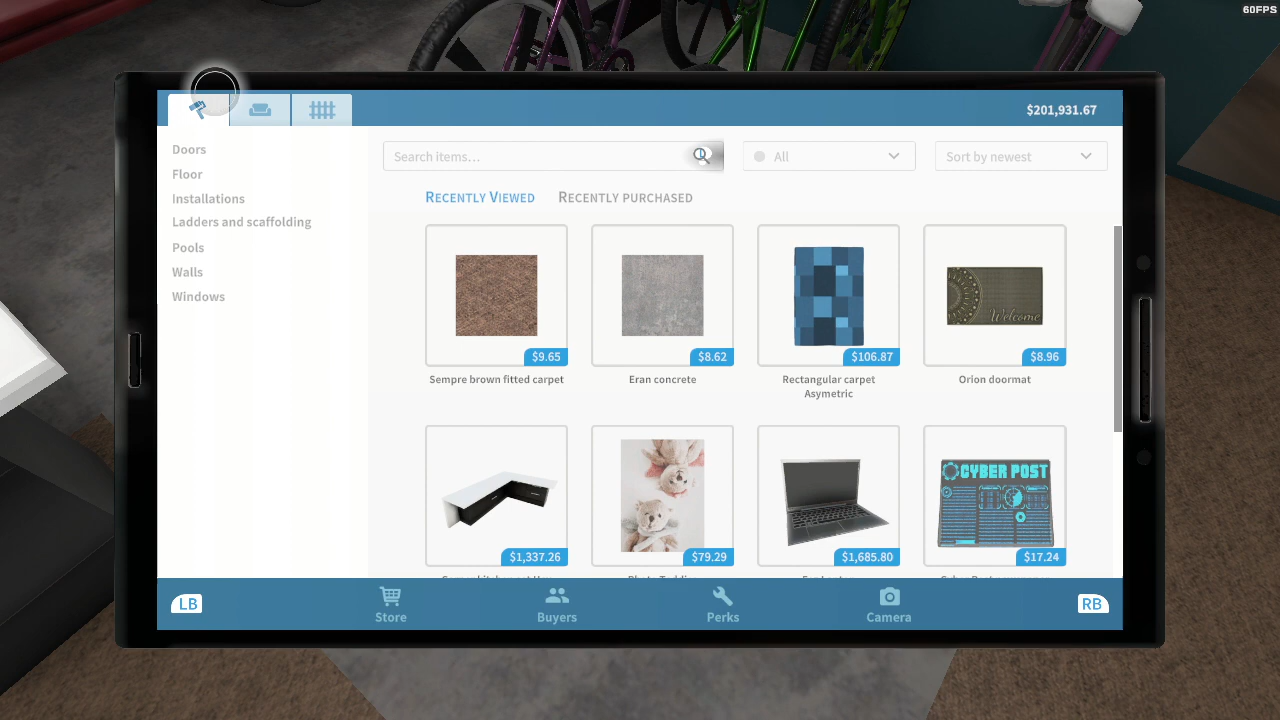 60FPS
$201,931.67
Doors
Floor
Installations
Ladders and scaffolding
Pools
Walls
Windows
Search items...
All
Sort by newest
RECENTLY VIEWED
RECENTLY PURCHASED
$9.65
$8.62
$106.87
Welcome
$8.96
Sempre brown fitted carpet
Eran concrete
Rectangular carpet
Asymetric
Orion doormat
CYBER POST
$1,337.26
$79.29
$1,685.80
$17.24
LB
Store
Buyers
Perks
Camera
RB